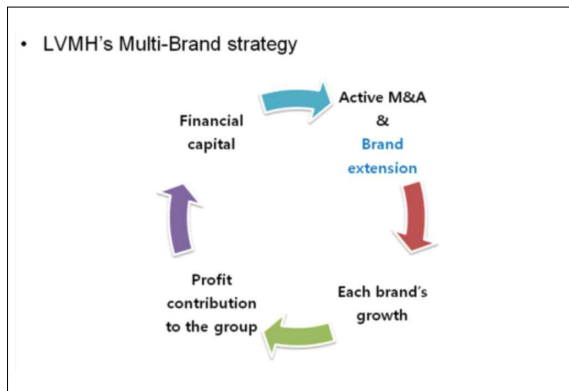 • LVMH's Multi-Brand strategy
Financial
capital
Active M&A
&
Brand
extension
Each brand's
growth
Profit
contribution
to the group